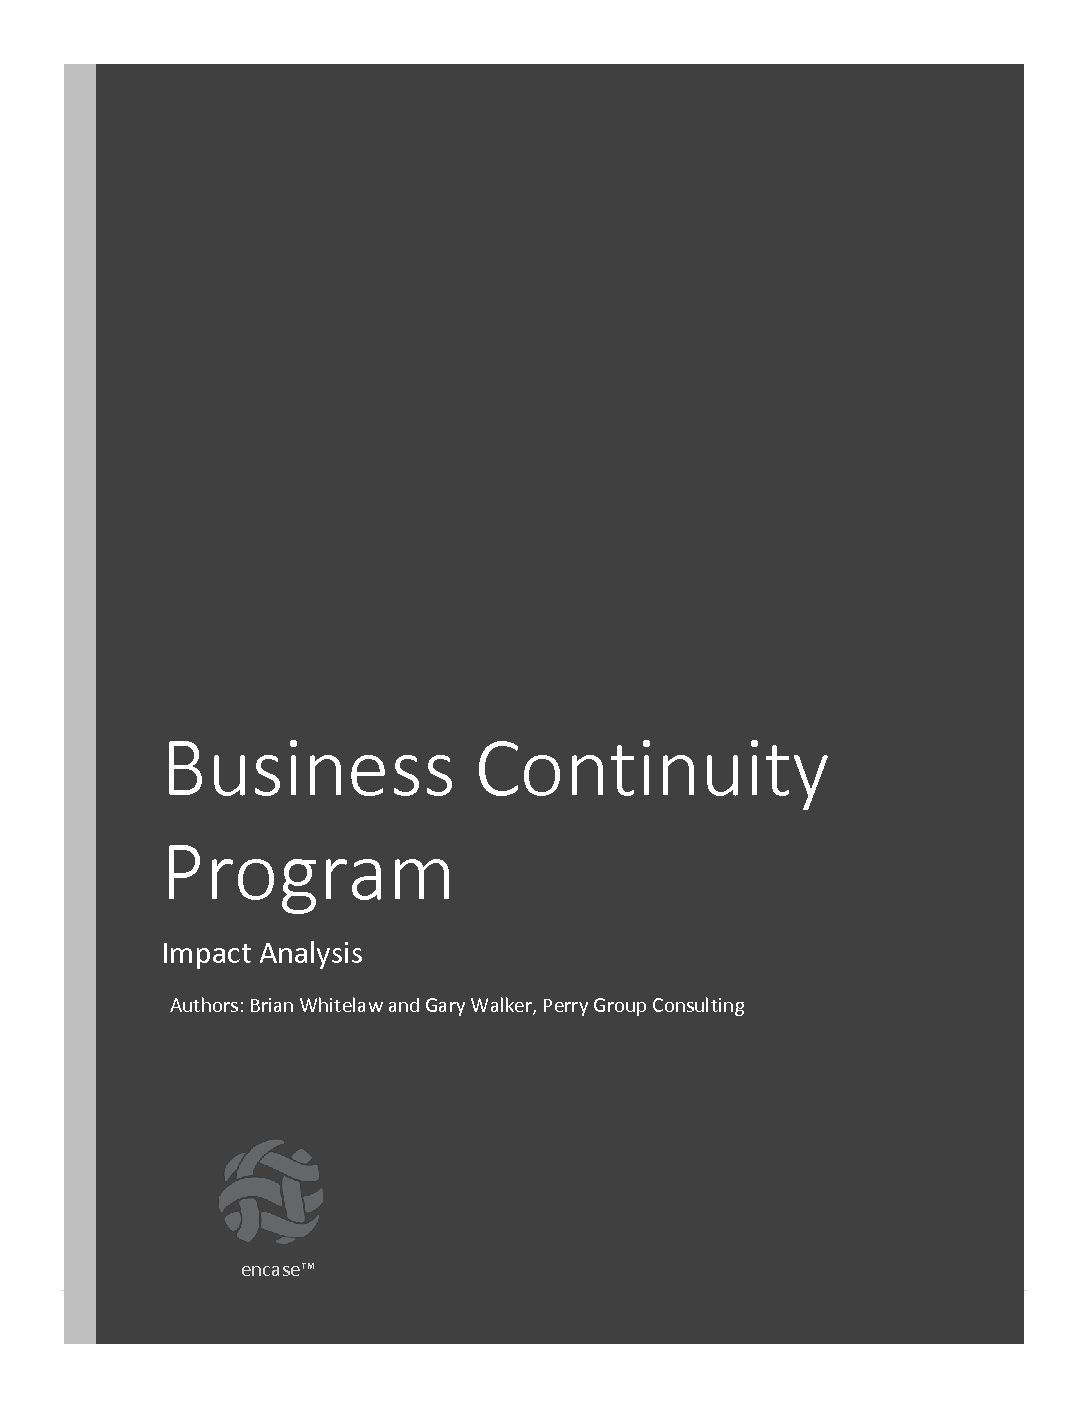 Business Continuity
Program
Impact Analysis
Authors: Brian Whitelaw and Gary Walker, Perry Group Consulting
encase™